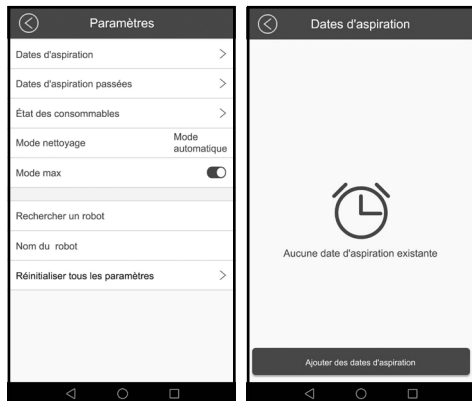 Paramètres
Dates d'aspiration
Dates d'aspiration passées
État des consommables
Mode nettoyage
Mode
automatique
Mode max
Rechercher un robot
Nom du robot
Réinitialiser tous les paramètres
Dates d'aspiration
Aucune date d'aspiration existante
Ajouter des dates d'aspiration